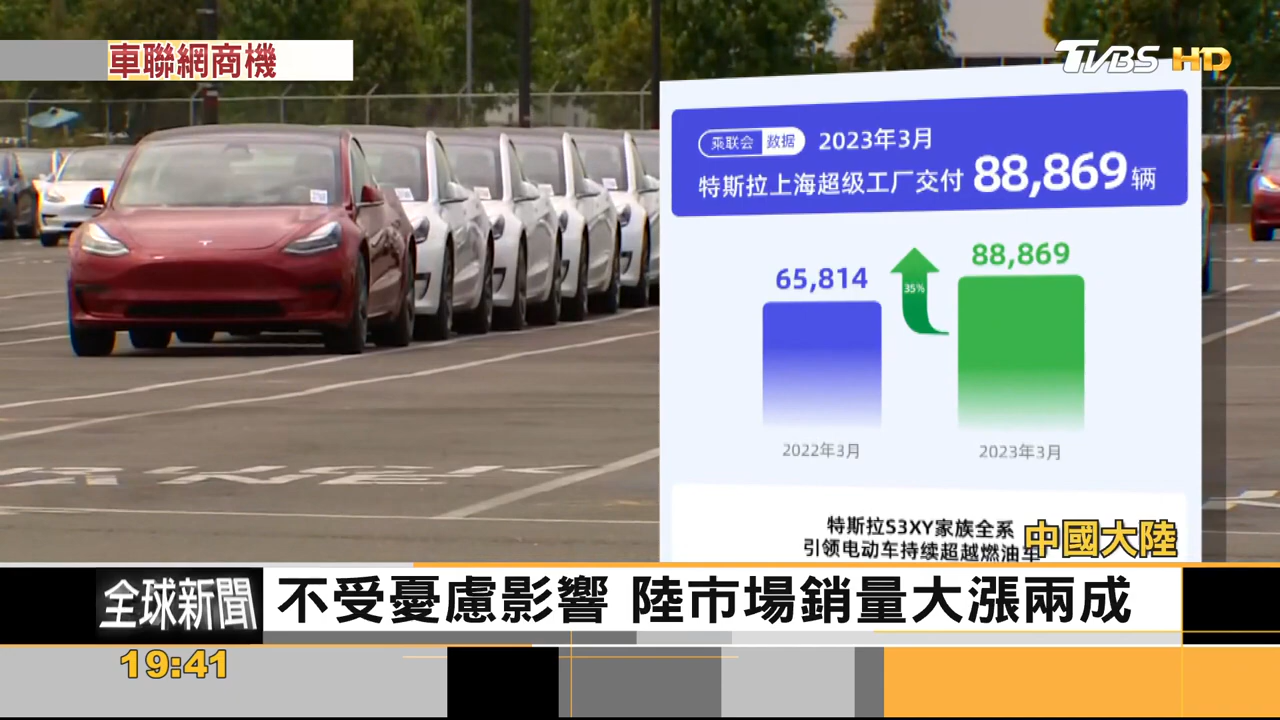 車聯網商機
TVBS HD
乘联会 数据 2023年3月
特斯拉上海超级工厂交付 88,869 辆
65,814
35%
88,869
2022年3月
2023年3月
特斯拉S3XY家族全系
引领电动车持续超越燃油车
中國大陸
全球新聞
不受憂慮影響 陸市場銷量大漲兩成
19:41